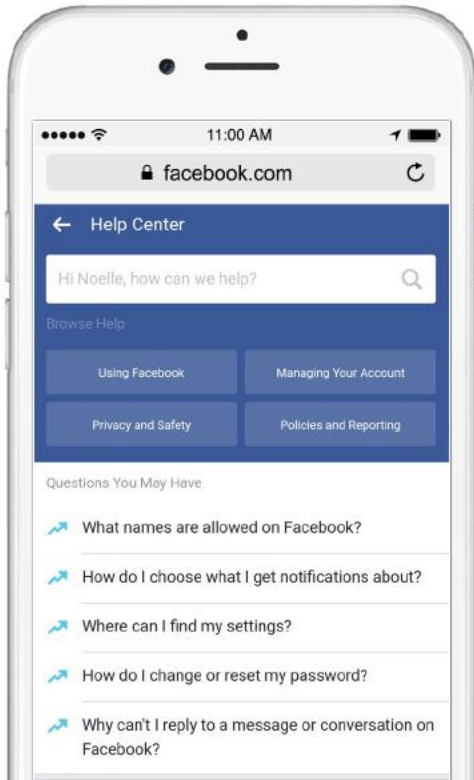 11:00 AM
facebook.com
Help Center
Hi Noelle, how can we help?
Browse Help
Using Facebook
Managing Your Account
Privacy and Safety
Policies and Reporting
Questions You May Have
What names are allowed on Facebook?
How do I choose what I get notifications about?
Where can I find my settings?
How do I change or reset my password?
Why can't I reply to a message or conversation on
Facebook?